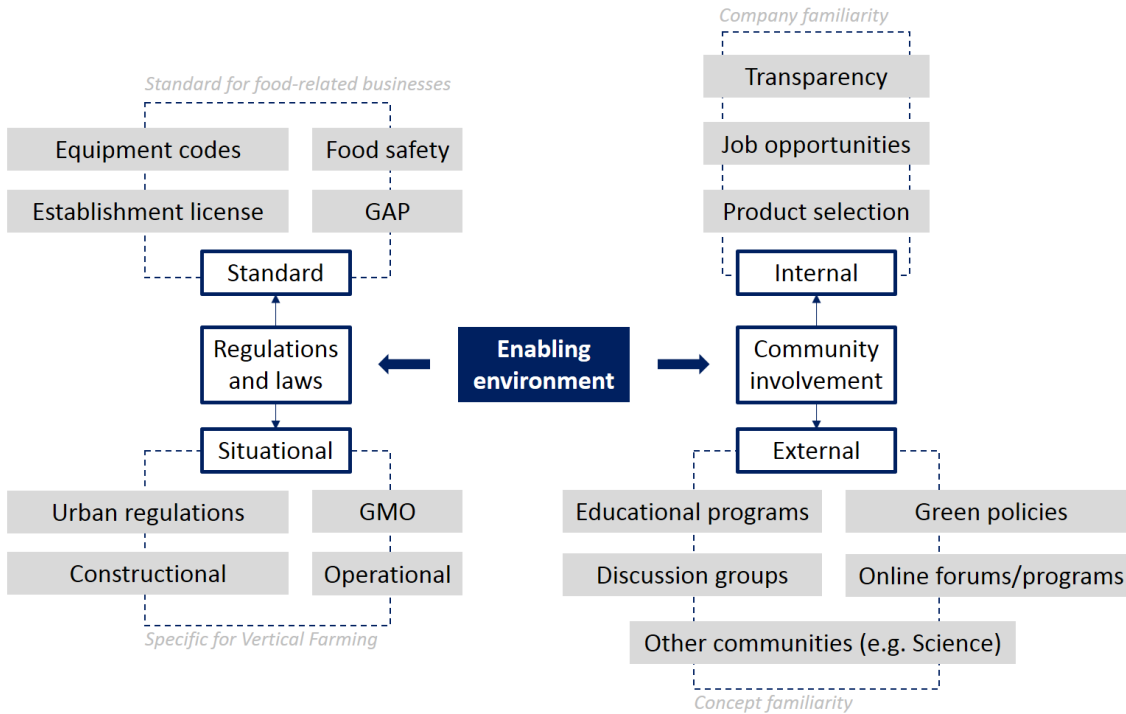 Company familiarity
Transparency
Job opportunities
Product selection
Internal
Standard for food-related businesses
Equipment codes
Food safety
Establishment license
GAP
Standard
Regulations
and laws
Enabling
environment
Community
involvement
Situational
Urban regulations
GMO
Constructional
Operational
Specific for Vertical Farming
External
Educational programs
Green policies
Discussion groups
Online forums/programs
Other communities (e.g. Science)
Concept familiarity